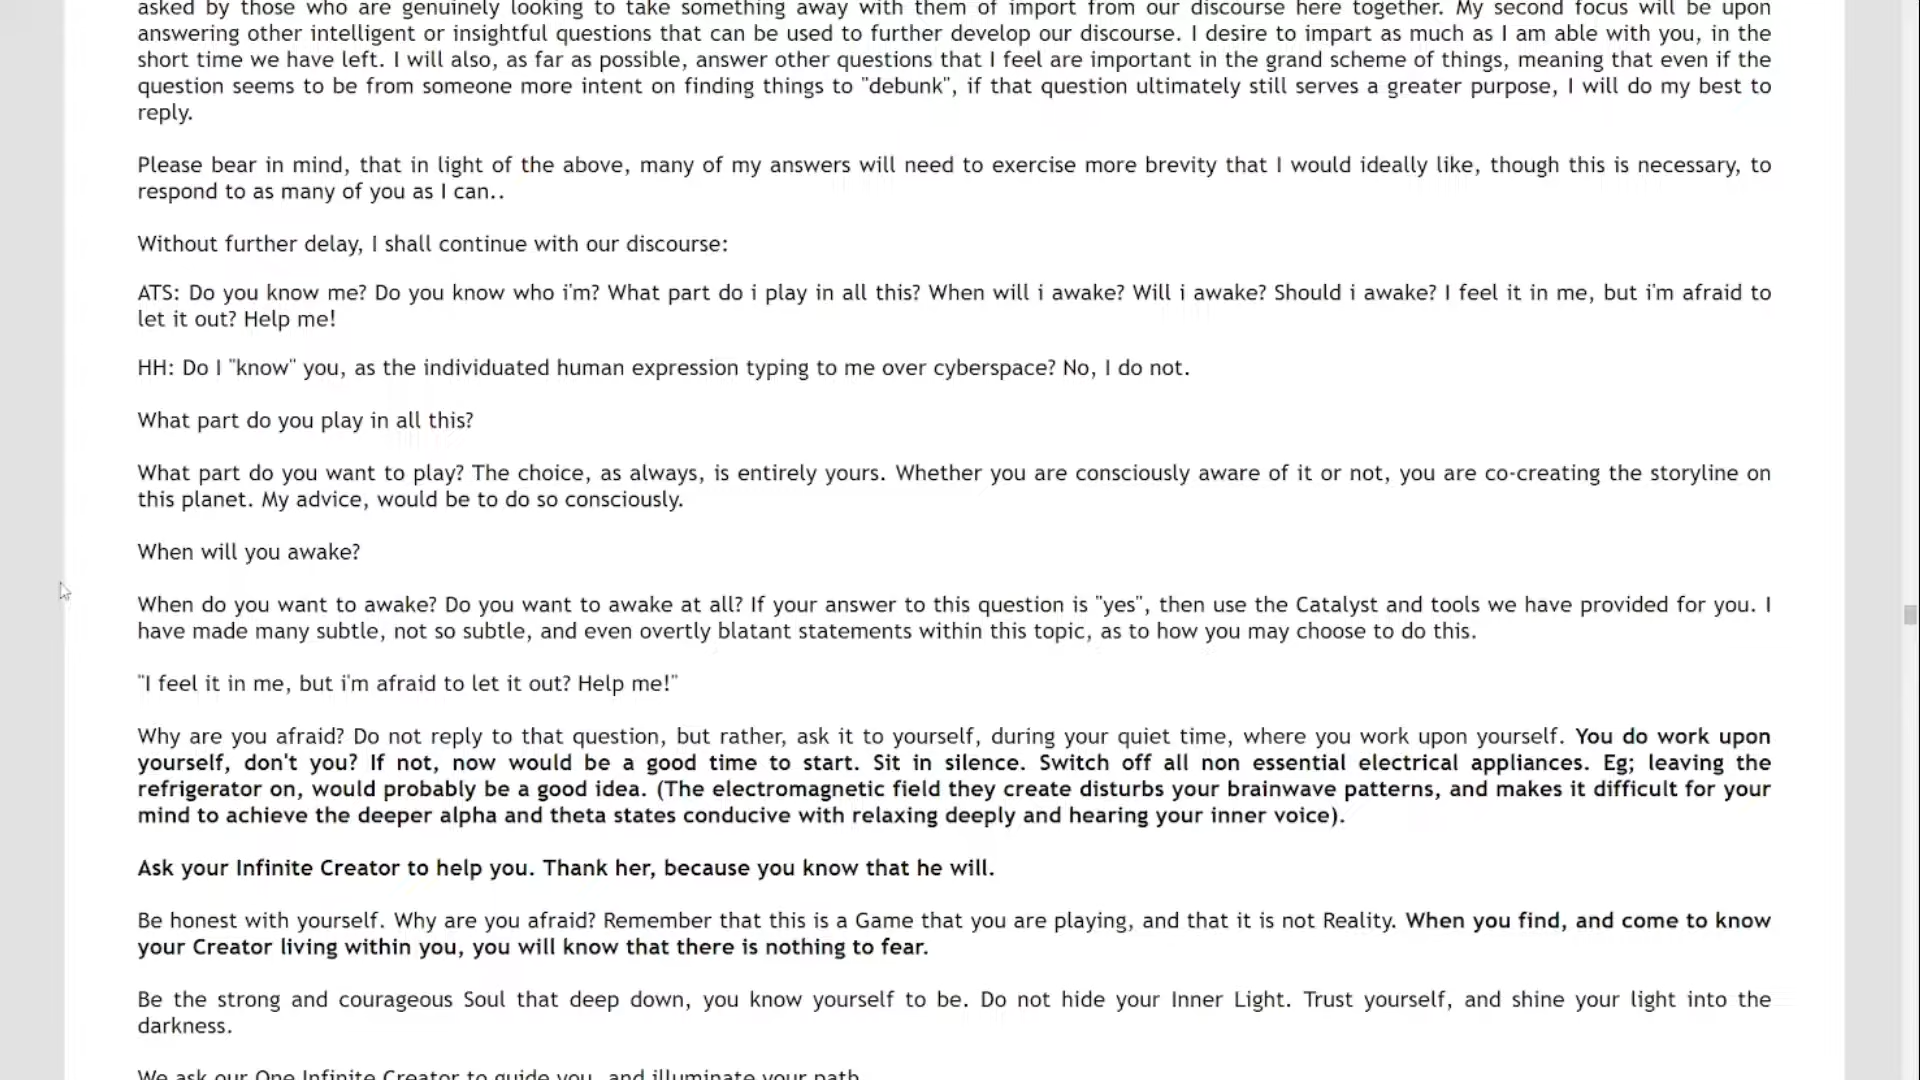 asked by those who are genuinely looking to take something away with them of import from our discourse here together. My second focus will be upon
answering other intelligent or insightful questions that can be used to further develop our discourse. I desire to impart as much as I am able with you, in the
short time we have left. I will also, as far as possible, answer other questions that I feel are important in the grand scheme of things, meaning that even if the
question seems to be from someone more intent on finding things to "debunk", if that question ultimately still serves a greater purpose, I will do my best to
reply.
Please bear in mind, that in light of the above, many of my answers will need to exercise more brevity that I would ideally like, though this is necessary, to
respond to as many of you as I can..
Without further delay, I shall continue with our discourse:
ATS: Do you know me? Do you know who i'm? What part do i play in all this? When will i awake? Will i awake? Should i awake? I feel it in me, but i'm afraid to
let it out? Help me!
HH: Do I "know" you, as the individuated human expression typing to me over cyberspace? No, I do not.
What part do you play in all this?
What part do you want to play? The choice, as always, is entirely yours. Whether you are consciously aware of it or not, you are co-creating the storyline on
this planet. My advice, would be to do so consciously.
When will you awake?
When do you want to awake? Do you want to awake at all? If your answer to this question is "yes", then use the Catalyst and tools we have provided for you. I
have made many subtle, not so subtle, and even overtly blatant statements within this topic, as to how you may choose to do this.
"I feel it in me, but i'm afraid to let it out? Help me!"
Why are you afraid? Do not reply to that question, but rather, ask it to yourself, during your quiet time, where you work upon yourself. You do work upon
yourself, don't you? If not, now would be a good time to start. Sit in silence. Switch off all non essential electrical appliances. Eg; leaving the
refrigerator on, would probably be a good idea. (The electromagnetic field they create disturbs your brainwave patterns, and makes it difficult for your
mind to achieve the deeper alpha and theta states conducive with relaxing deeply and hearing your inner voice).
Ask your Infinite Creator to help you. Thank her, because you know that he will.
Be honest with yourself. Why are you afraid? Remember that this is a Game that you are playing, and that it is not Reality. When you find, and come to know
your Creator living within you, you will know that there is nothing to fear.
Be the strong and courageous Soul that deep down, you know yourself to be. Do not hide your Inner Light. Trust yourself, and shine your light into the
darkness.
We ask our One Infinite Creator to guide you, and illuminate your path.